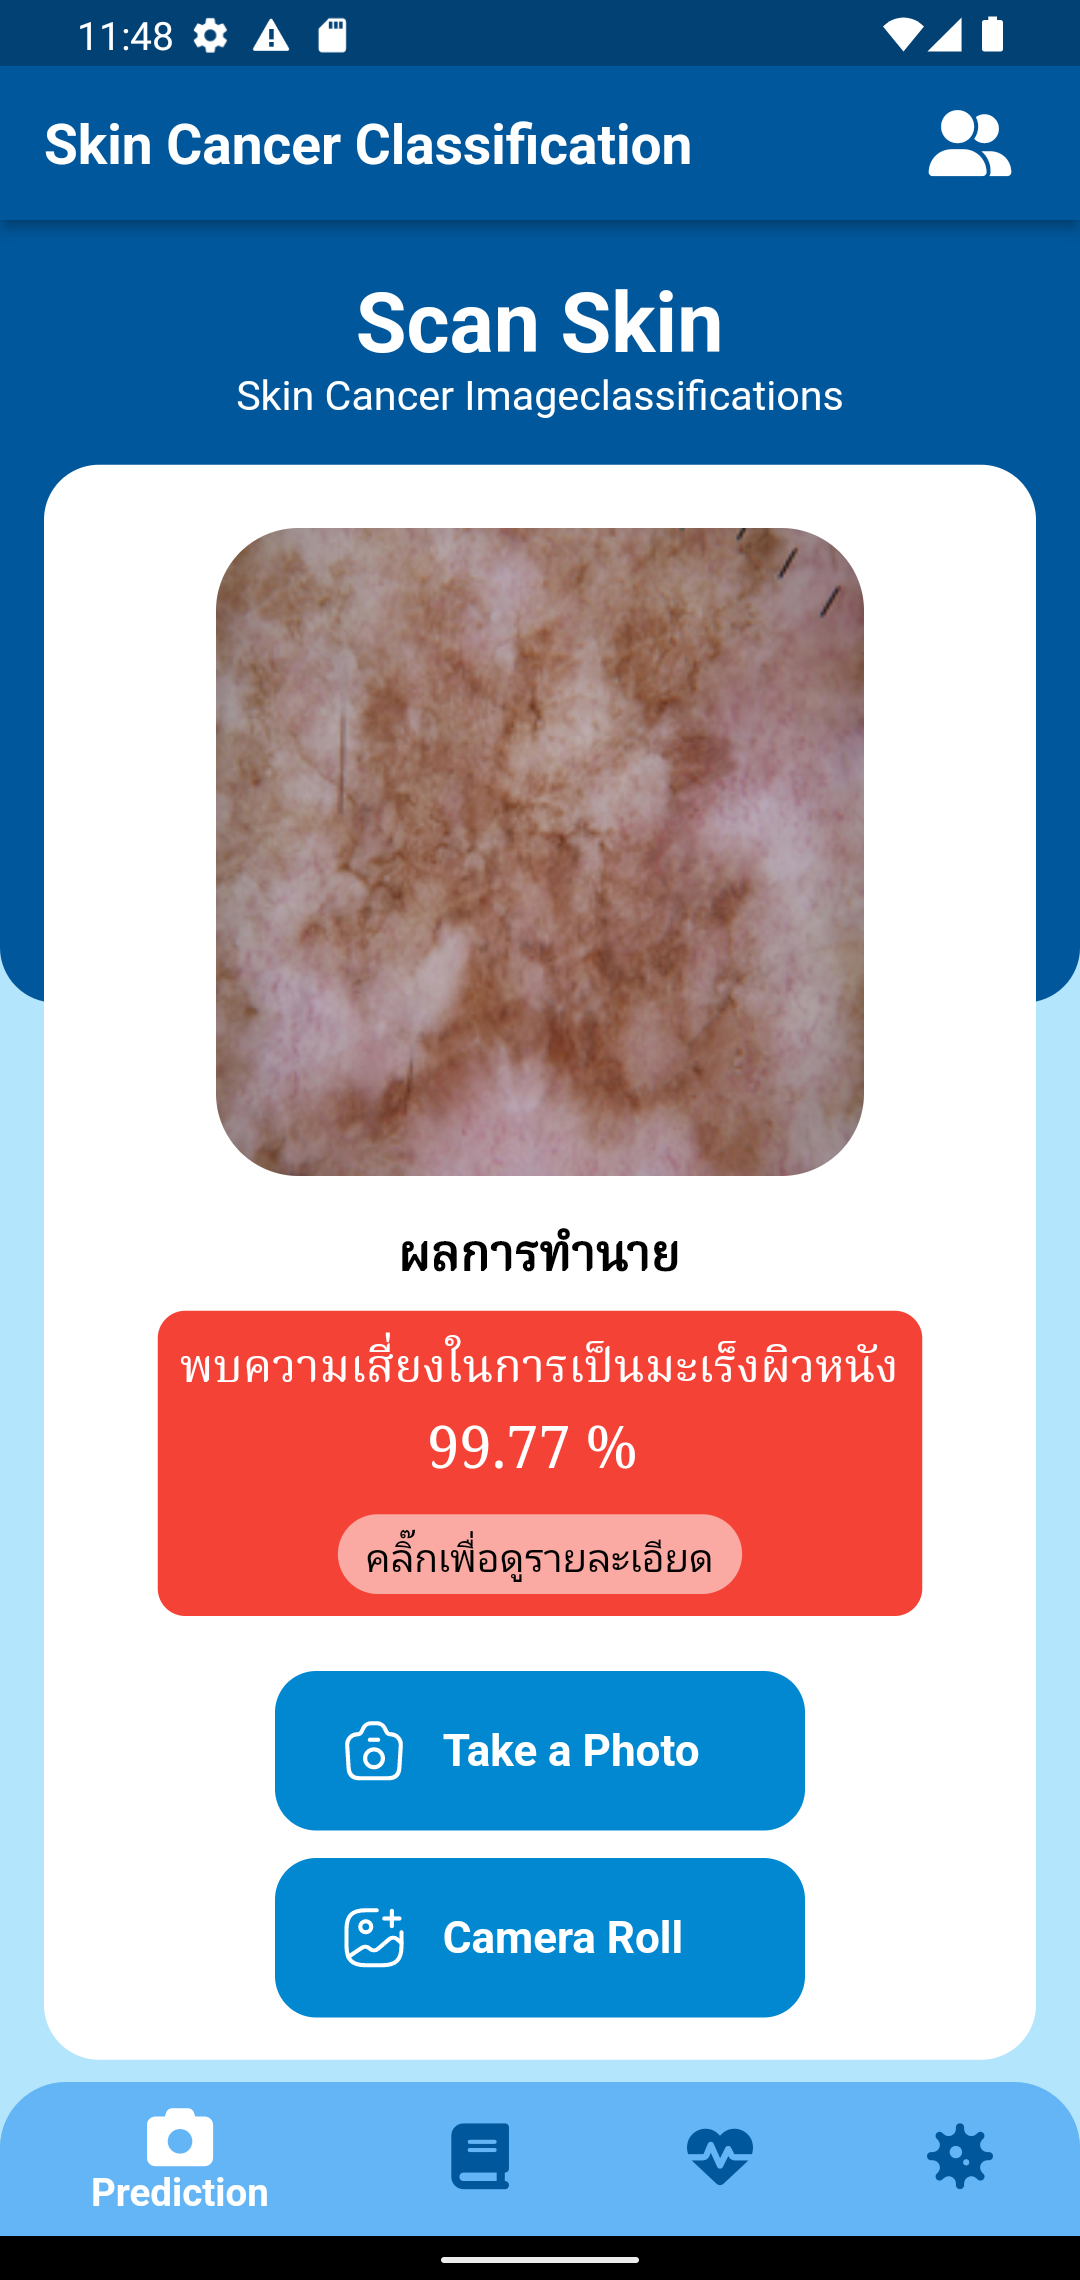 11:48
Skin Cancer Classification
Scan Skin
Skin Cancer Imageclassifications
ผลการทำนาย
พบความเสี่ยงในการเป็นมะเร็งผิวหนัง
99.77 %
คลิ๊กเพื่อดูรายละเอียด
Take a Photo
Camera Roll
Prediction